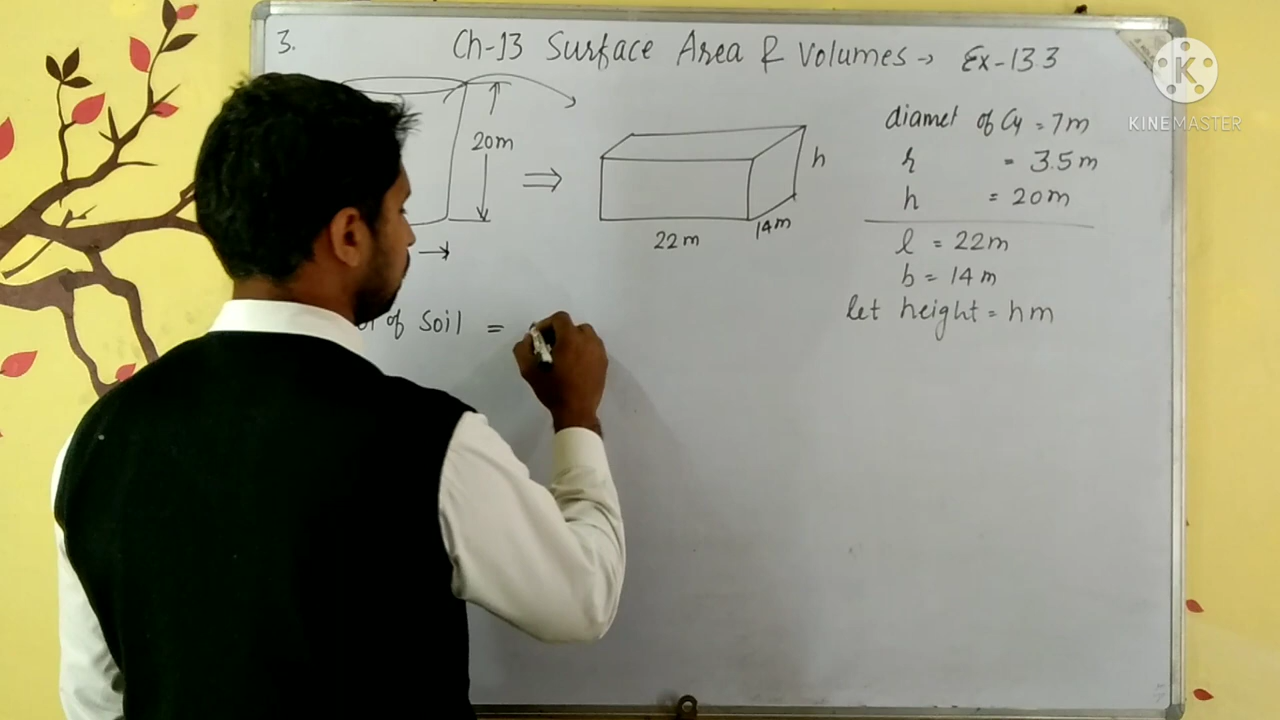 3. Ch-13 Surface Area & Volumes → Ex-13.3
KINEMASTER
20m
⇒
h
22m
14m
diamet of Cy = 7m
r = 3.5m
h = 20m
l = 22m
b = 14m
let height = hm
of Soil =